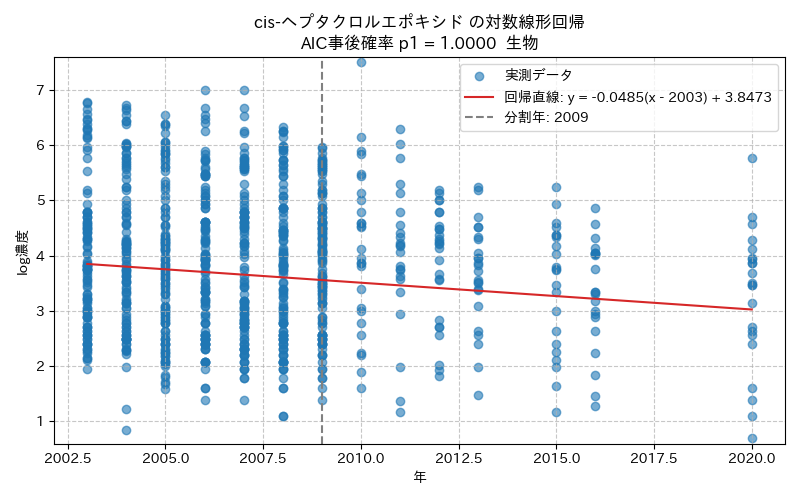 cis-ヘプタクロルエポキシド の対数線形回帰
AIC事後確率 p1 = 1.0000  生物
実測データ
回帰直線: y = -0.0485(x - 2003) + 3.8473
分割年: 2009
log濃度
7
6
5
4
3
2
1
2002.5 2005.0 2007.5 2010.0 2012.5 2015.0 2017.5 2020.0
年